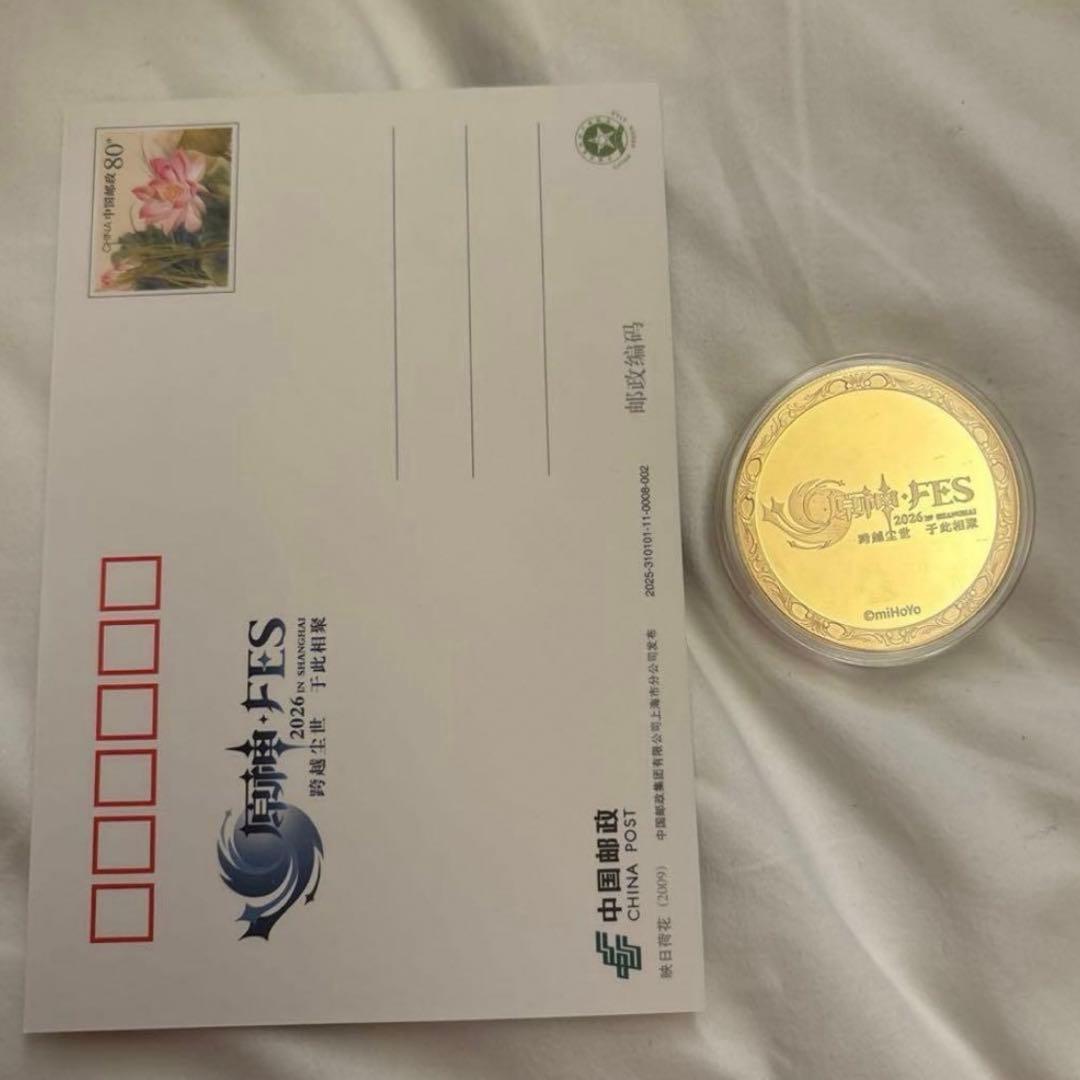 CHINA 中国邮政 80分
原神·FES
2026 IN SHANGHAI
跨越尘世 于此相聚
邮政编码
中国邮政
CHINA POST
映日荷花 (2009) 中国邮政集团有限公司上海市分公司发布 2025-310101-11-0008-002
原神·FES
2026 IN SHANGHAI
跨越尘世 于此相聚
©miHoYo